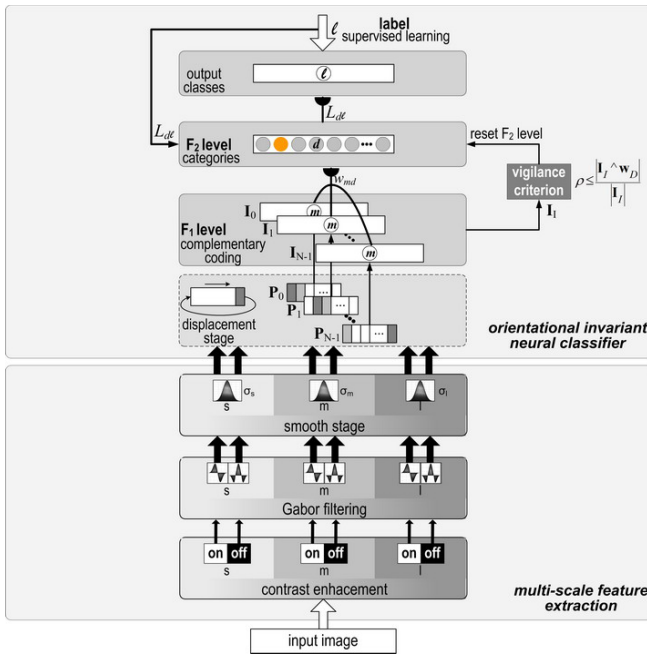 ℓ label
supervised learning
output
classes
ℓ
L_dℓ
L_dℓ
F₂ level
categories
d
•••
reset F₂ level
w_md
vigilance
criterion
ρ ≤ |I_I ^ w_D| / |I_I|
I_I
F₁ level
complementary
coding
I₀ m
I₁ m
I_N-1 m
displacement
stage
P₀ ...
P₁ ...
P_N-1 ...
orientational invariant
neural classifier
σ_s σ_m σ_l
s m l
smooth stage
s m l
Gabor filtering
on off on off on off
s m l
contrast enhacement
multi-scale feature
extraction
input image